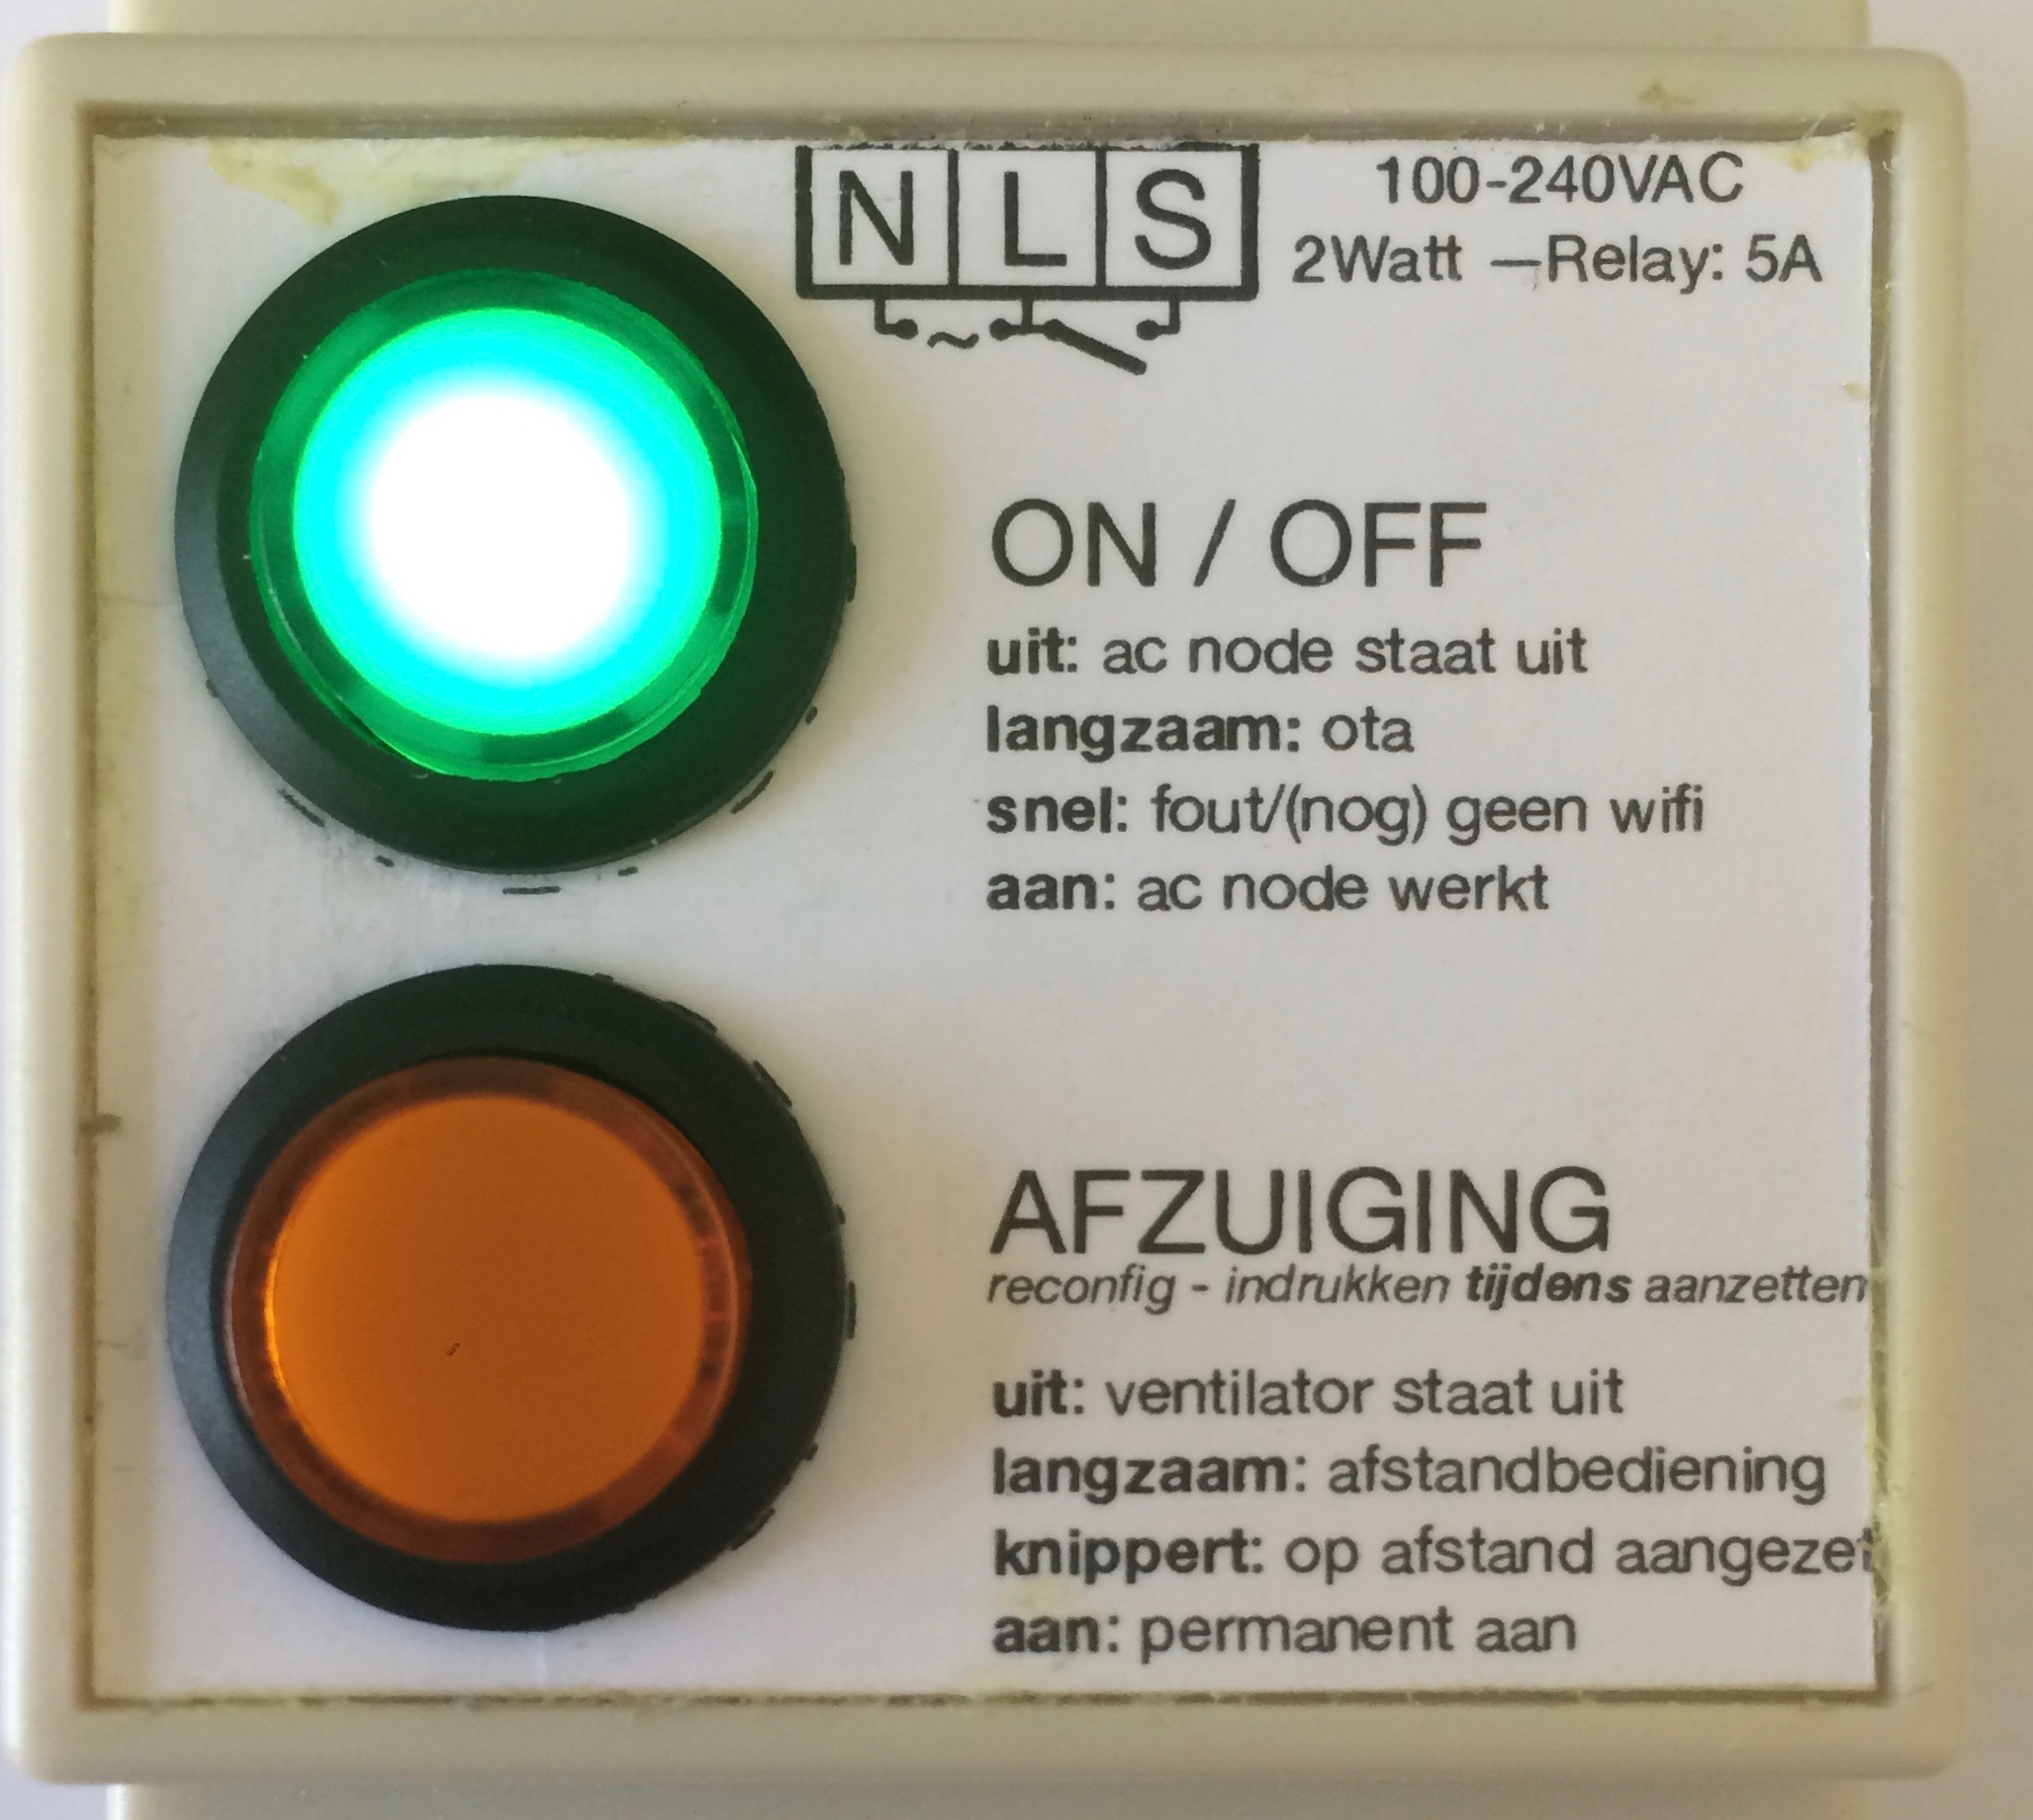 N L S
100-240VAC
2Watt —Relay: 5A
ON / OFF
uit: ac node staat uit
langzaam: ota
snel: fout/(nog) geen wifi
aan: ac node werkt
AFZUIGING
reconfig - indrukken tijdens aanzetten
uit: ventilator staat uit
langzaam: afstandbediening
knippert: op afstand aangezet
aan: permanent aan